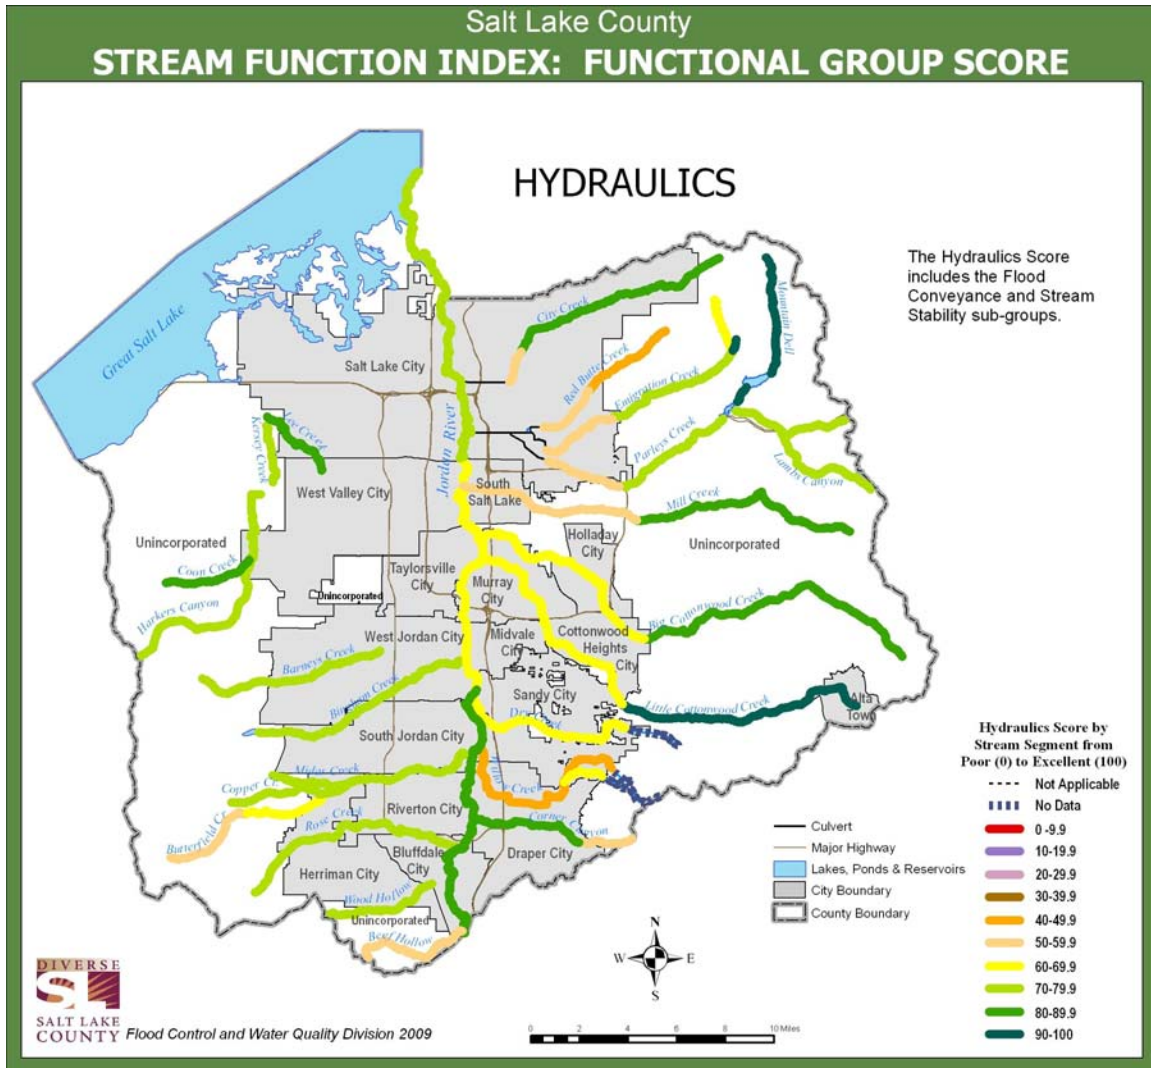 Salt Lake County
STREAM FUNCTION INDEX: FUNCTIONAL GROUP SCORE
HYDRAULICS
The Hydraulics Score
includes the Flood
Conveyance and Stream
Stability sub-groups.
Great Salt Lake
Salt Lake City
City Creek
Mountain Dell
Red Butte Creek
Emigration Creek
Parleys Creek
Lambs Canyon
Jordan River
Lee Creek
Kersey Creek
West Valley City
South
Salt Lake
Mill Creek
Holladay
City
Unincorporated
Unincorporated
Coon Creek
Taylorsville
City
Murray
City
Unincorporated
Harkers Canyon
Big Cottonwood Creek
West Jordan City
Midvale
City
Cottonwood
Heights
City
Barneys Creek
Bingham Creek
Sandy City
Little Cottonwood Creek
Alta
Town
Dry Creek
South Jordan City
Midas Creek
Copper Cr.
Willow Creek
Riverton City
Butterfield Cr.
Rose Creek
Corner Canyon
Bluffdale
City
Draper City
Herriman City
Wood Hollow
Unincorporated
Beef Hollow
Hydraulics Score by
Stream Segment from
Poor (0) to Excellent (100)
Not Applicable
No Data
0 -9.9
10-19.9
20-29.9
30-39.9
40-49.9
50-59.9
60-69.9
70-79.9
80-89.9
90-100
Culvert
Major Highway
Lakes, Ponds & Reservoirs
City Boundary
County Boundary
N
W E
S
0 2 4 6 8 10 Miles
DIVERSE
SL
SALT LAKE
COUNTY
Flood Control and Water Quality Division 2009